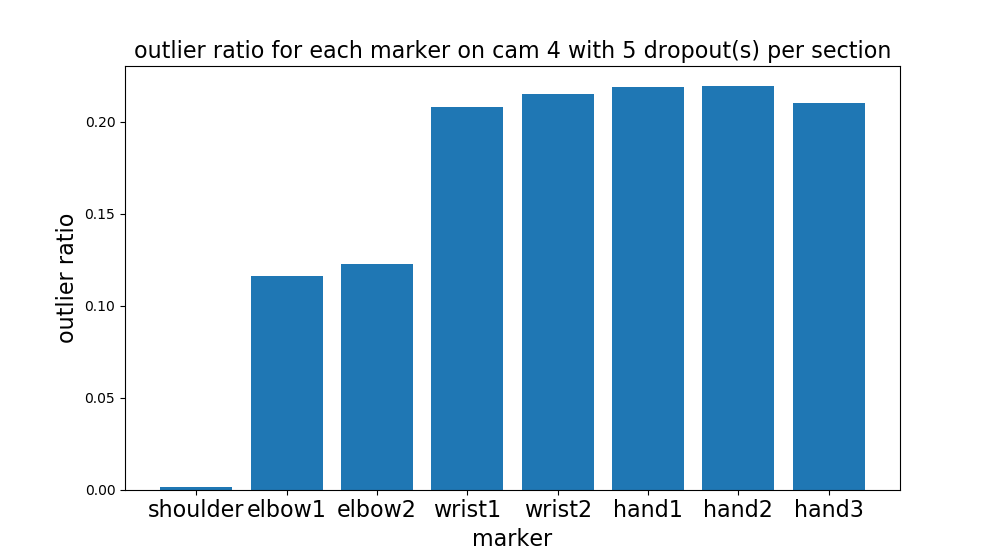 outlier ratio for each marker on cam 4 with 5 dropout(s) per section
outlier ratio
0.20
0.15
0.10
0.05
0.00
shoulder elbow1 elbow2 wrist1 wrist2 hand1 hand2 hand3
marker